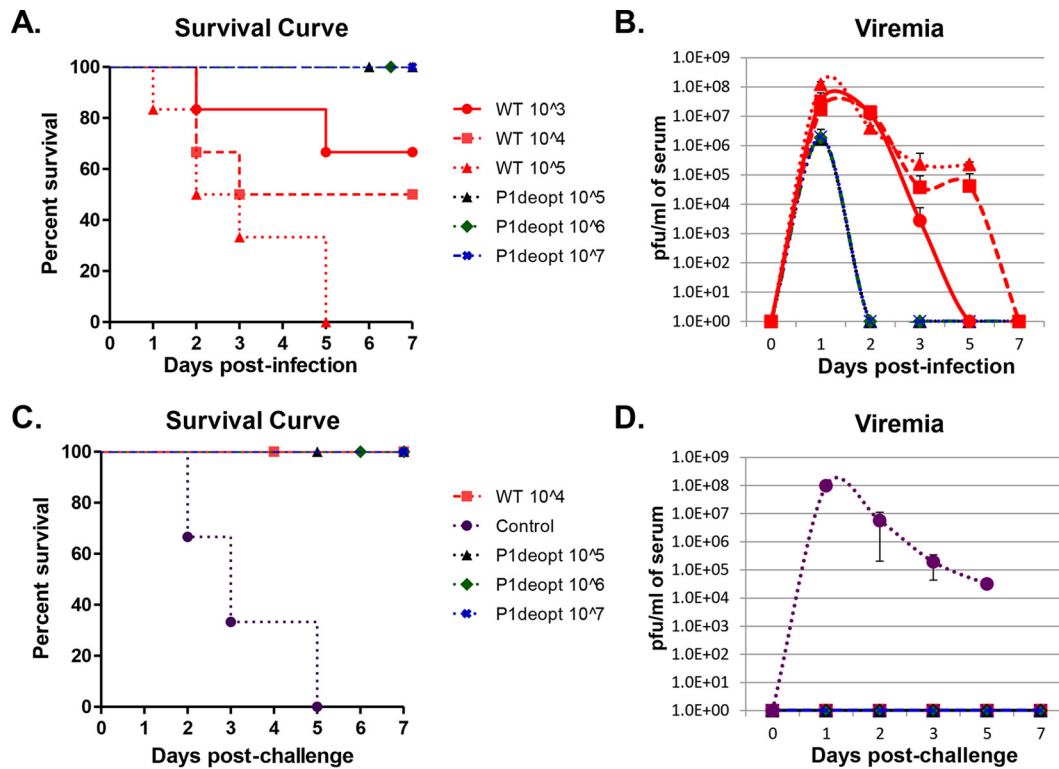 A.
Survival Curve
Percent survival
100
80
60
40
20
0
0 1 2 3 4 5 6 7
Days post-infection
WT 10^3
WT 10^4
WT 10^5
P1deopt 10^5
P1deopt 10^6
P1deopt 10^7
B.
Viremia
pfu/ml of serum
1.0E+09
1.0E+08
1.0E+07
1.0E+06
1.0E+05
1.0E+04
1.0E+03
1.0E+02
1.0E+01
1.0E+00
0 1 2 3 5 7
Days post-infection
C.
Survival Curve
Percent survival
100
80
60
40
20
0
0 1 2 3 4 5 6 7
Days post-challenge
WT 10^4
Control
P1deopt 10^5
P1deopt 10^6
P1deopt 10^7
D.
Viremia
pfu/ml of serum
1.0E+09
1.0E+08
1.0E+07
1.0E+06
1.0E+05
1.0E+04
1.0E+03
1.0E+02
1.0E+01
1.0E+00
0 1 2 3 5 7
Days post-challenge